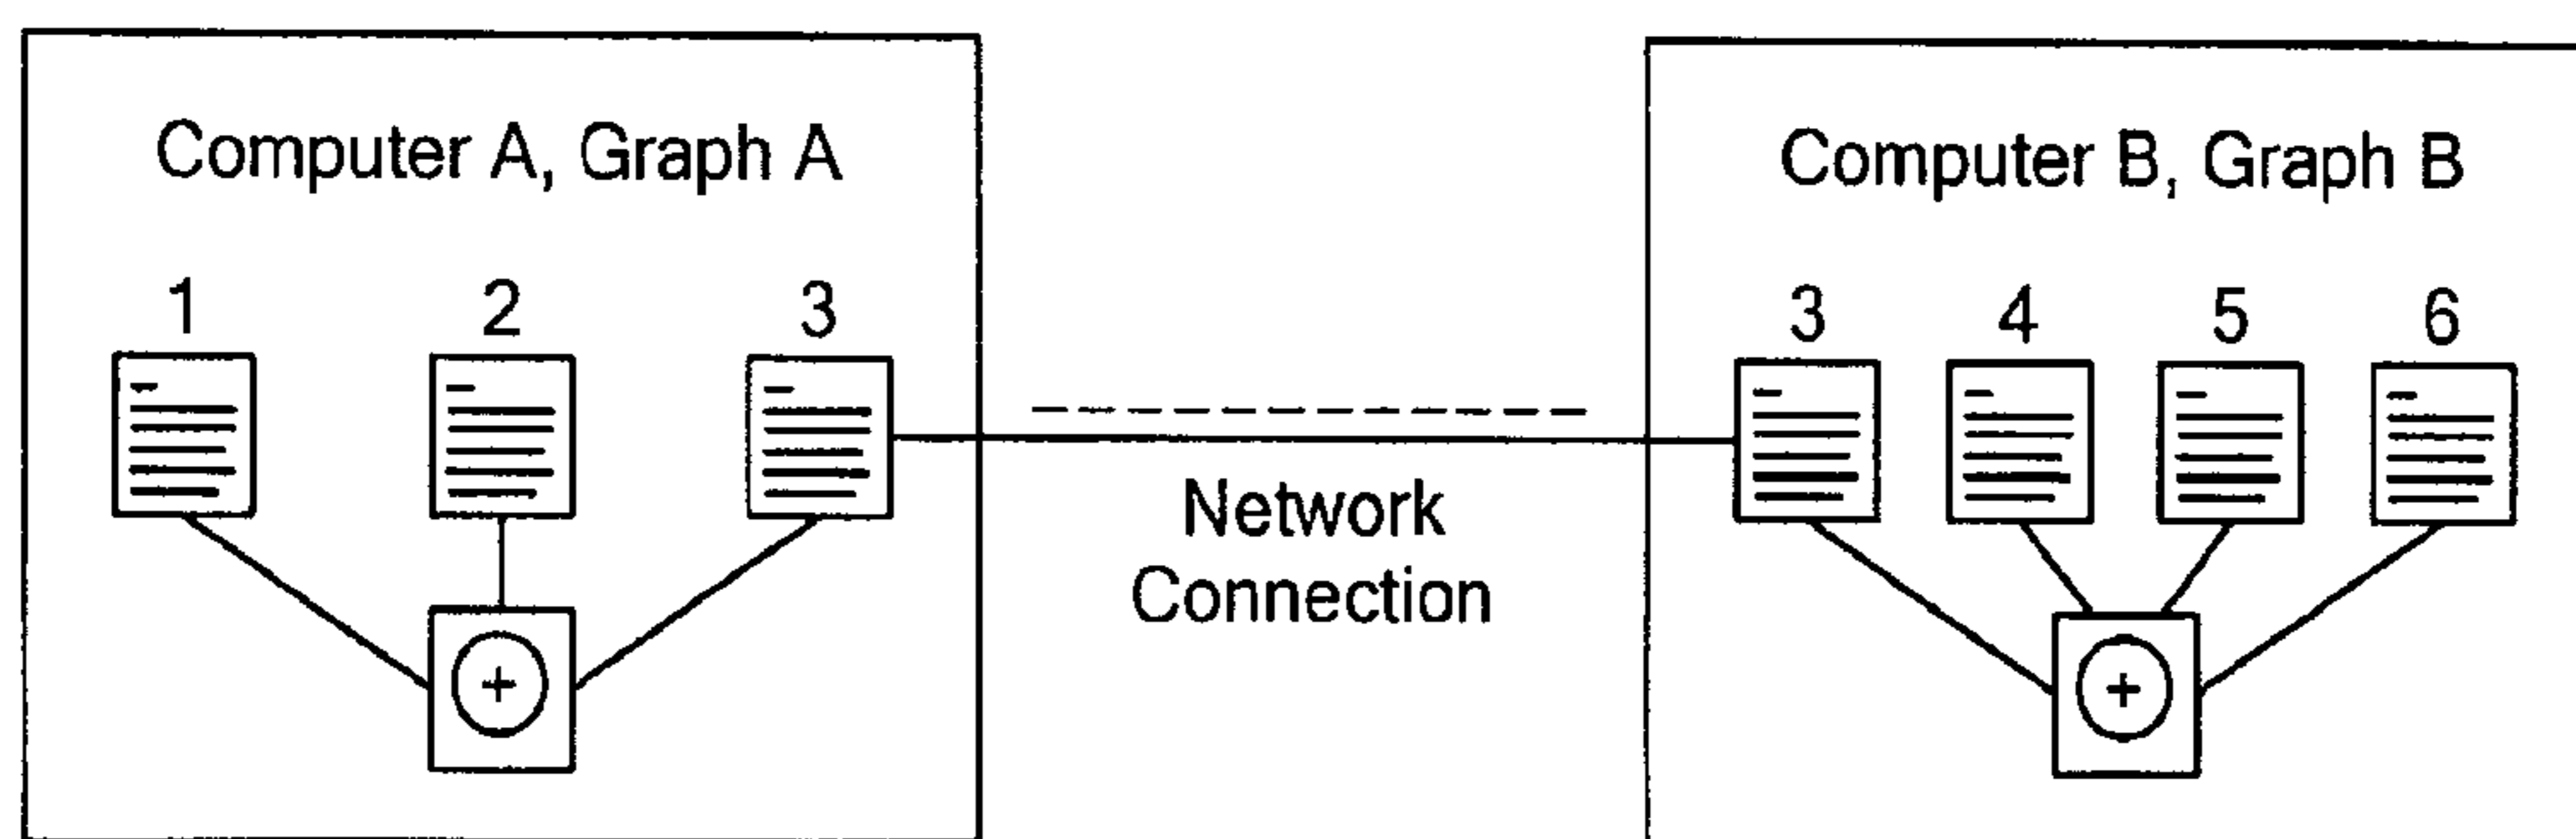 Computer A, Graph A
1 2 3
+
Network
Connection
Computer B, Graph B
3 4 5 6
+